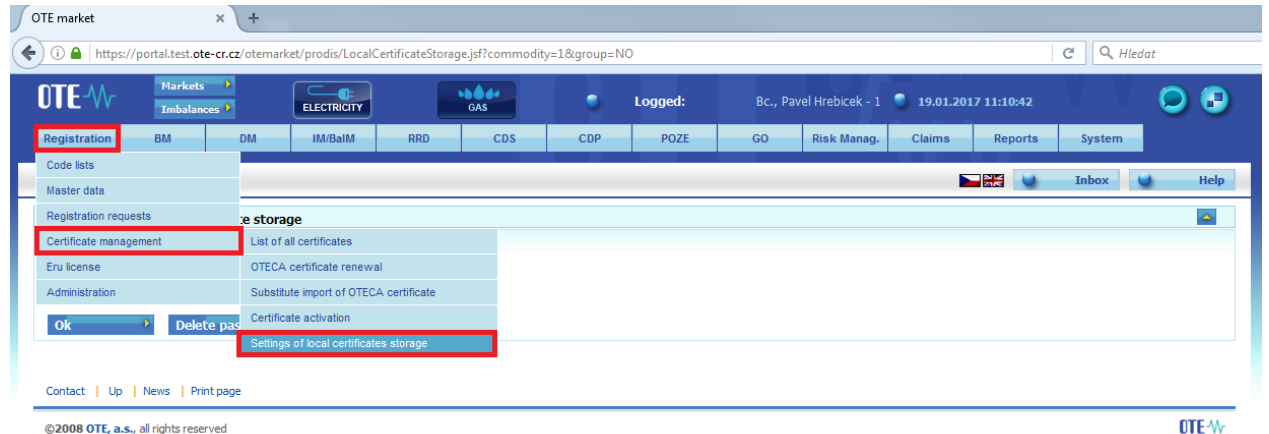 OTE market
https://portal.test.ote-cr.cz/otemarket/prodis/LocalCertificateStorage.jsf?commodity=1&group=NO
Hledat
OTE
Markets
Imbalances
ELECTRICITY
GAS
Logged:
Bc., Pavel Hrebicek - 1
19.01.2017 11:10:42
Registration BM DM IM/BalM RRD CDS CDP POZE GO Risk Manag. Claims Reports System
Code lists
Master data
Inbox Help
Registration requests
e storage
Certificate management
List of all certificates
Eru license
OTECA certificate renewal
Administration
Substitute import of OTECA certificate
Certificate activation
Ok
Delete pas
Settings of local certificates storage
Contact | Up | News | Print page
©2008 OTE, a.s., all rights reserved
OTE